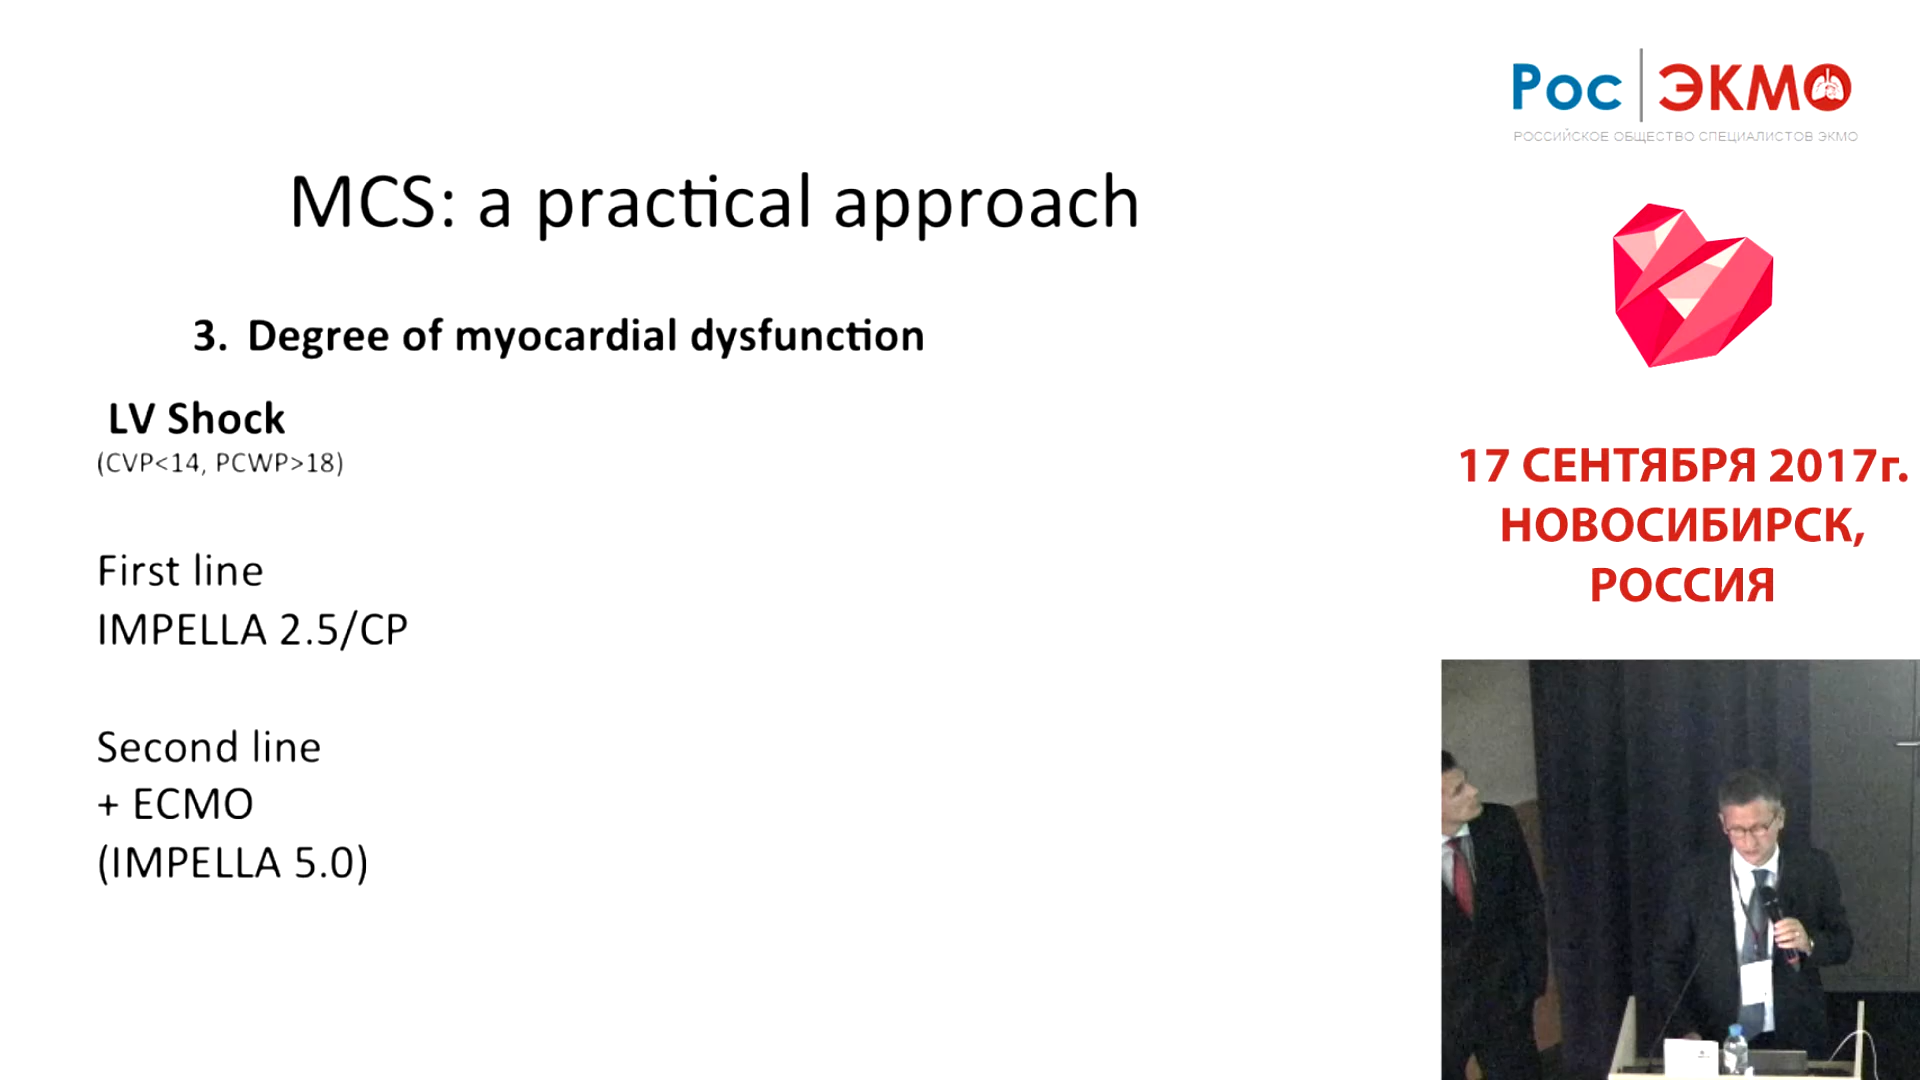 Рос ЭКМО
РОССИЙСКОЕ ОБЩЕСТВО СПЕЦИАЛИСТОВ ЭКМО
MCS: a practical approach
3. Degree of myocardial dysfunction
LV Shock
(CVP<14, PCWP>18)
First line
IMPELLA 2.5/CP
Second line
+ ECMO
(IMPELLA 5.0)
17 СЕНТЯБРЯ 2017г.
НОВОСИБИРСК,
РОССИЯ